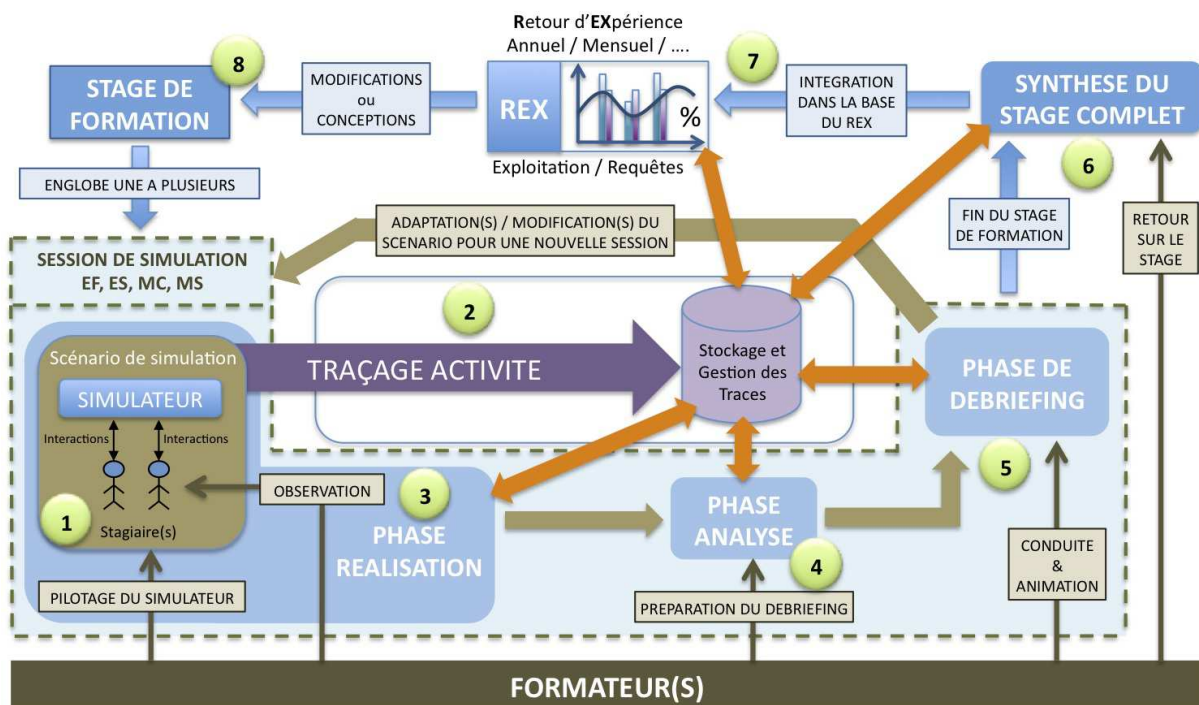 Retour d'EXpérience
Annuel / Mensuel / ....
8
STAGE DE
FORMATION
MODIFICATIONS
ou
CONCEPTIONS
REX
%
Exploitation / Requêtes
7
INTEGRATION
DANS LA BASE
DU REX
SYNTHESE DU
STAGE COMPLET
6
ENGLOBE UNE A PLUSIEURS
ADAPTATION(S) / MODIFICATION(S) DU
SCENARIO POUR UNE NOUVELLE SESSION
FIN DU STAGE
DE FORMATION
RETOUR
SUR LE
STAGE
SESSION DE SIMULATION
EF, ES, MC, MS
2
Scénario de simulation
SIMULATEUR
Interactions
Interactions
1
Stagiaire(s)
TRAÇAGE ACTIVITE
Stockage et
Gestion des
Traces
PHASE DE
DEBRIEFING
5
OBSERVATION
3
PHASE
REALISATION
PHASE
ANALYSE
4
PILOTAGE DU SIMULATEUR
PREPARATION DU DEBRIEFING
CONDUITE
&
ANIMATION
FORMATEUR(S)